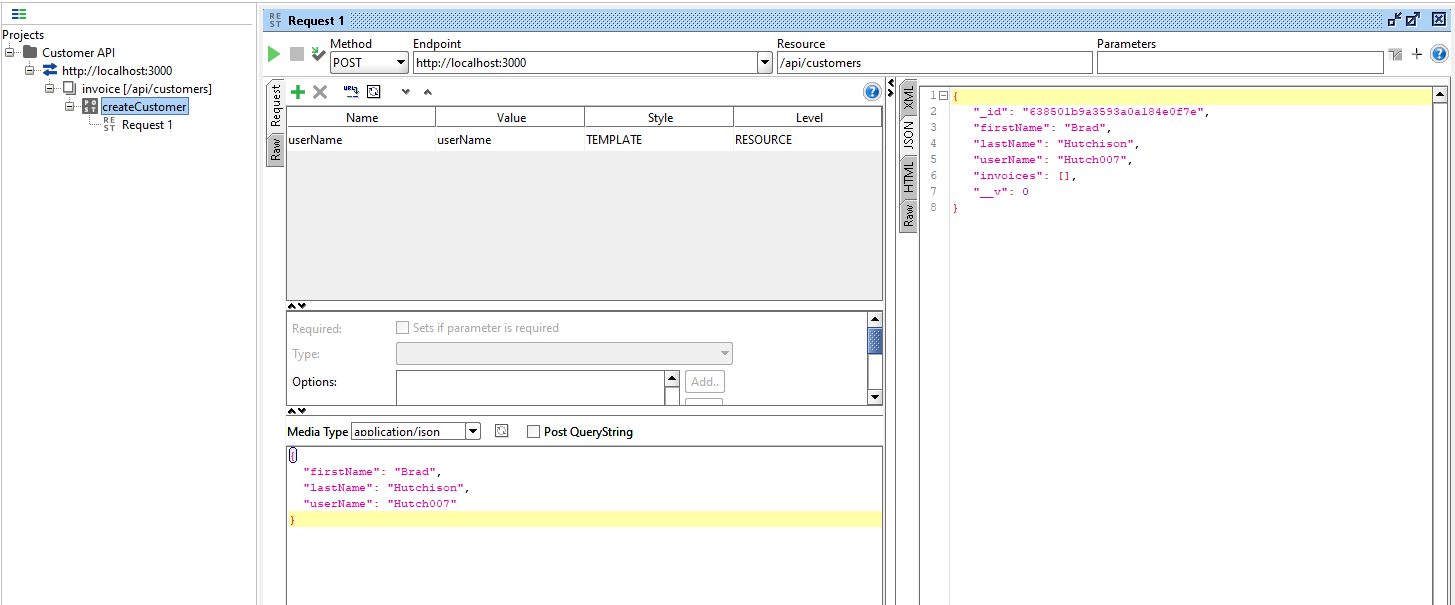 Projects
Customer API
http://localhost:3000
invoice [/api/customers]
POST
createCustomer
REST
Request 1
REST
Request 1
Method
Endpoint
Resource
Parameters
POST
http://localhost:3000
/api/customers
Request
Raw
Name Value Style Level
userName userName TEMPLATE RESOURCE
Required: Sets if parameter is required
Type:
Options: Add..
Media Type application/json Post QueryString
{
"firstName": "Brad",
"lastName": "Hutchison",
"userName": "Hutch007"
}
XML
JSON
HTML
Raw
1 {
2 "_id": "638501b9a3593a0a184e0f7e",
3 "firstName": "Brad",
4 "lastName": "Hutchison",
5 "userName": "Hutch007",
6 "invoices": [],
7 "__v": 0
8 }